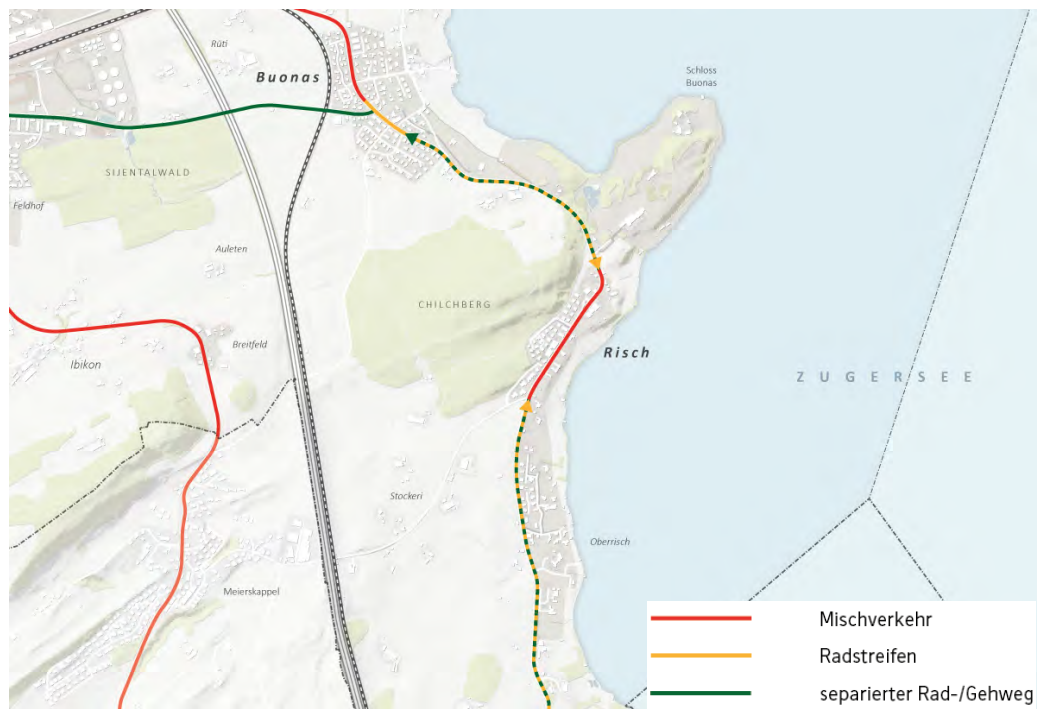 Rüti
Buonas
Schloss
Buonas
SIJENTALWALD
Feldhof
Auleten
CHILCHBERG
Breitfeld
Ibikon
Risch
ZUGERSEE
Stockeri
Oberrisch
Meierskappel
Mischverkehr
Radstreifen
separierter Rad-/Gehweg